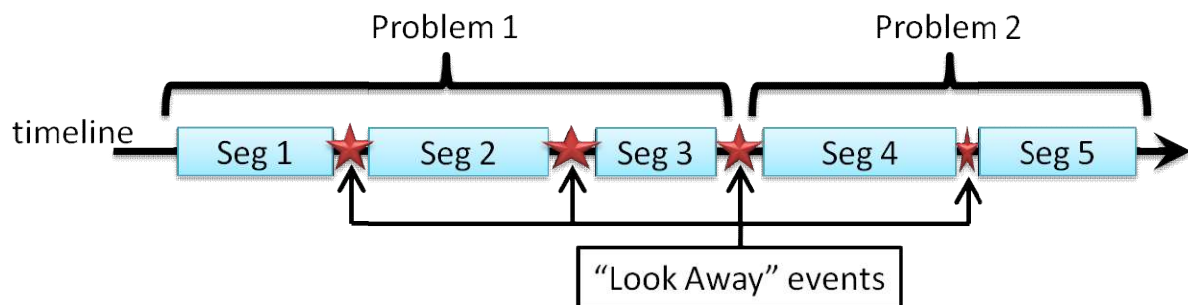 Problem 1
Problem 2
timeline
Seg 1
Seg 2
Seg 3
Seg 4
Seg 5
“Look Away” events